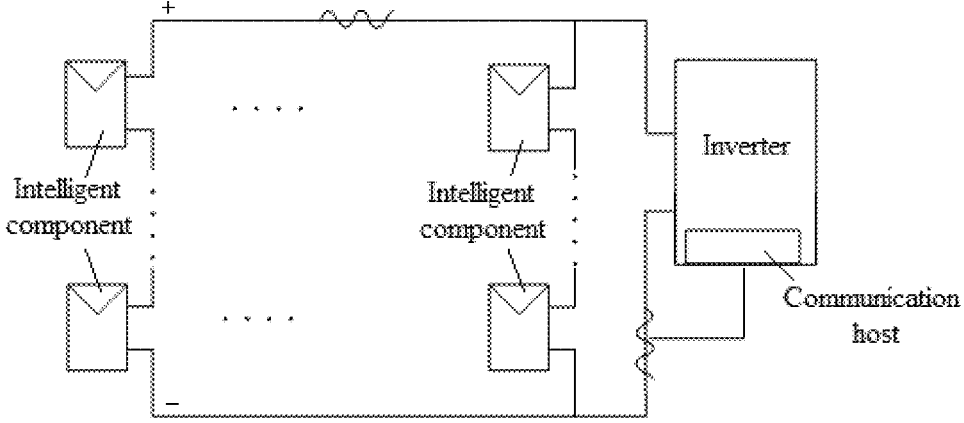 +
Inverter
Intelligent
component
Intelligent
component
Communication
host
−